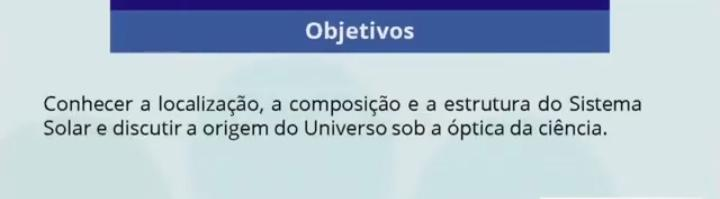 Objetivos
Conhecer a localização, a composição e a estrutura do Sistema
Solar e discutir a origem do Universo sob a óptica da ciência.